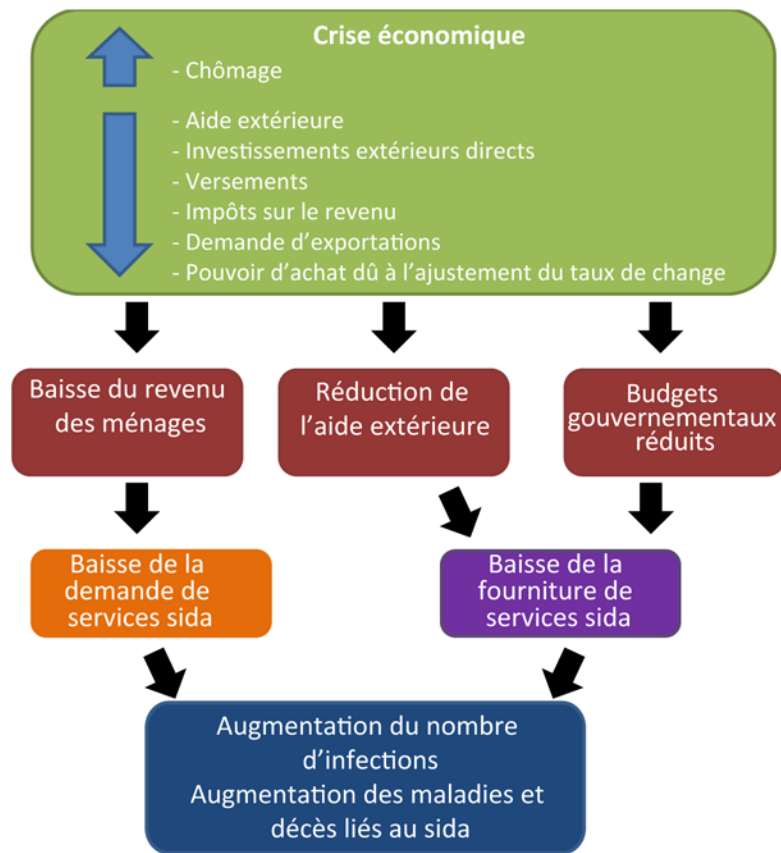 Crise économique
- Chômage
- Aide extérieure
- Investissements extérieurs directs
- Versements
- Impôts sur le revenu
- Demande d'exportations
- Pouvoir d'achat dû à l'ajustement du taux de change
Baisse du revenu
des ménages
Réduction de
l'aide extérieure
Budgets
gouvernementaux
réduits
Baisse de la
demande de
services sida
Baisse de la
fourniture de
services sida
Augmentation du nombre
d'infections
Augmentation des maladies et
décès liés au sida